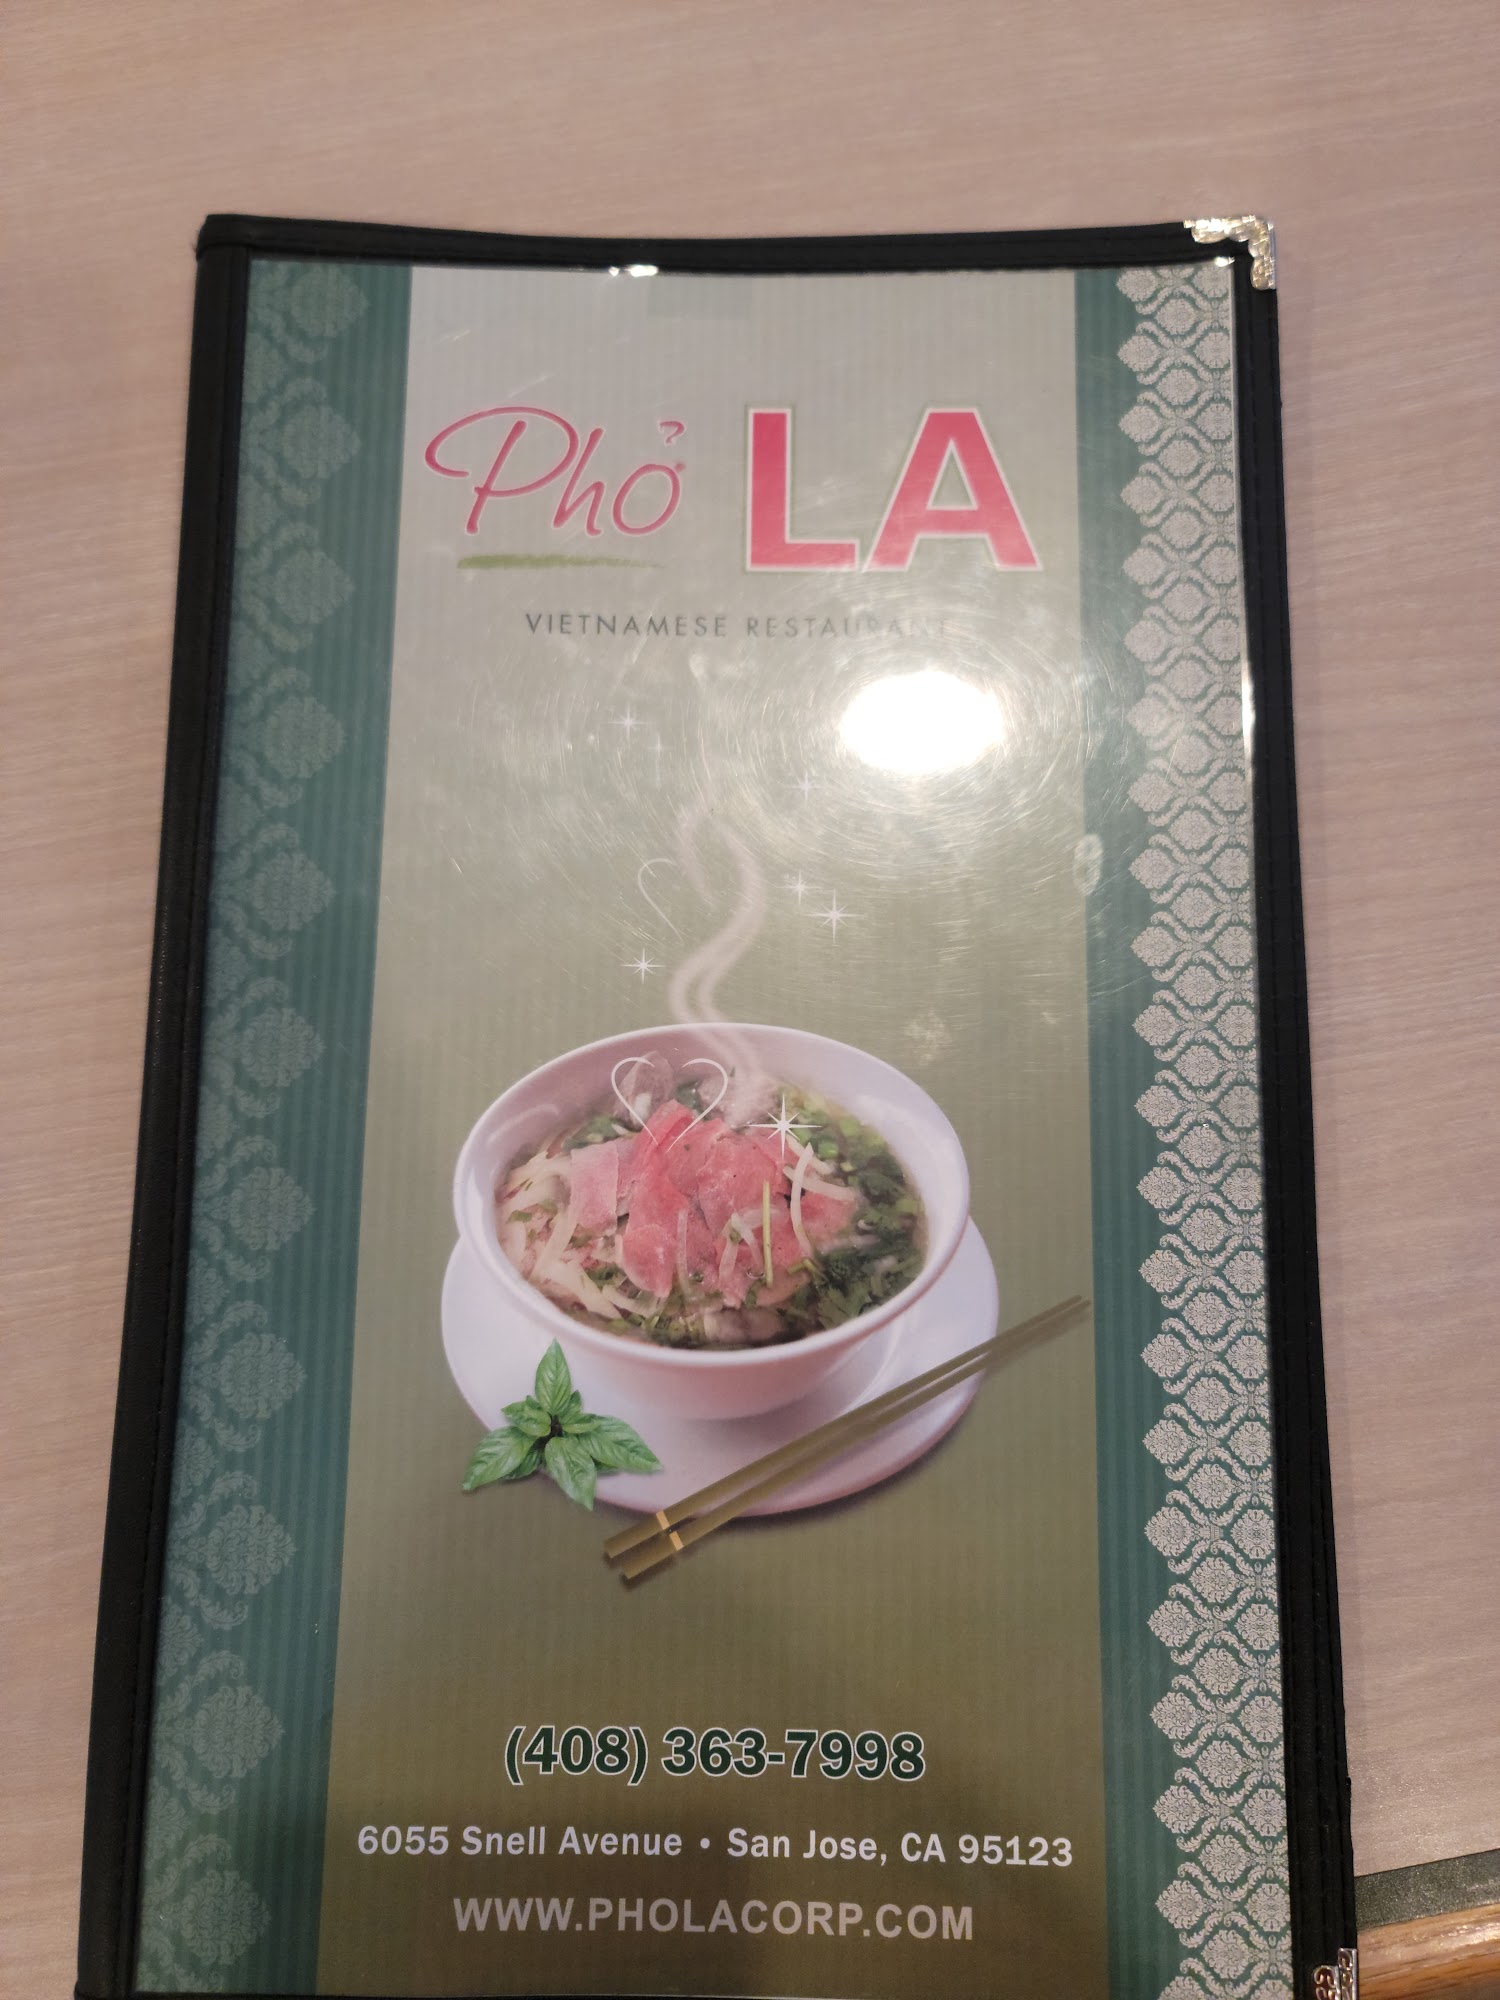 Phở LA
VIETNAMESE RESTAURANT
(408) 363-7998
6055 Snell Avenue • San Jose, CA 95123
WWW.PHOLACORP.COM